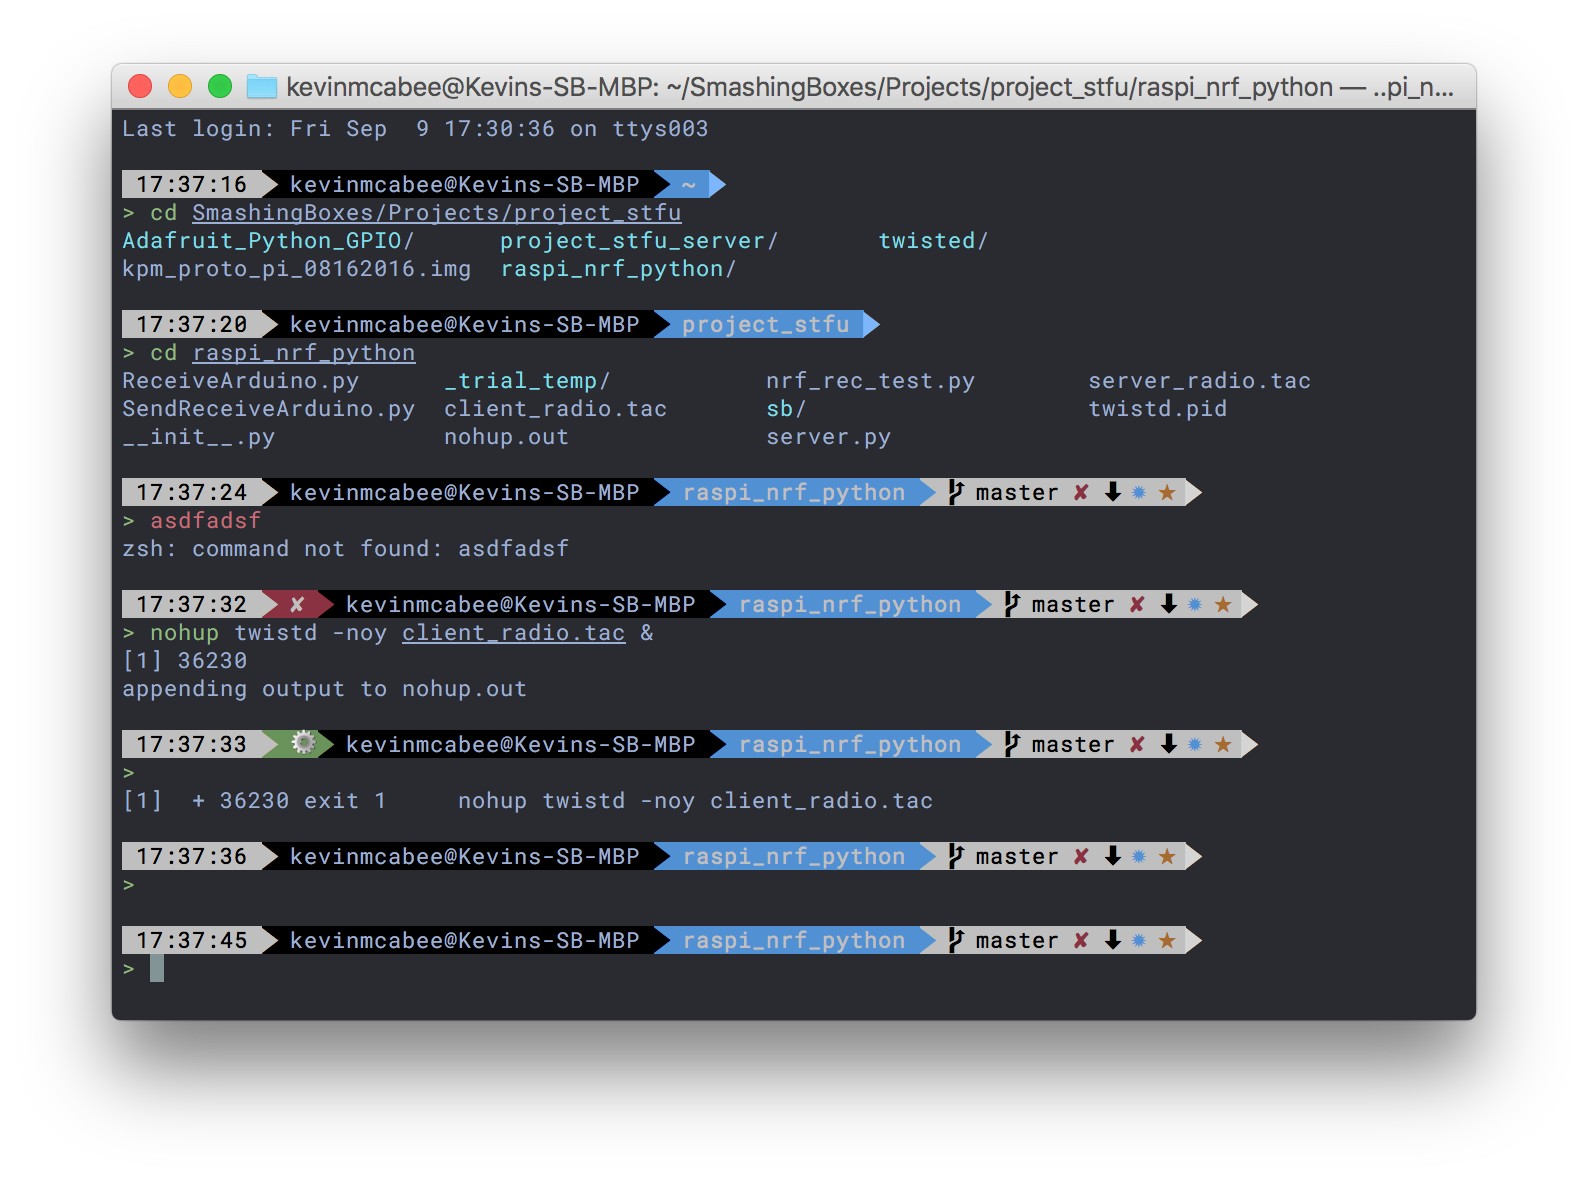 kevinmcabee@Kevins-SB-MBP: ~/SmashingBoxes/Projects/project_stfu/raspi_nrf_python — ..pi_n...
Last login: Fri Sep  9 17:30:36 on ttys003
17:37:16 kevinmcabee@Kevins-SB-MBP ~
> cd SmashingBoxes/Projects/project_stfu
Adafruit_Python_GPIO/ project_stfu_server/ twisted/
kpm_proto_pi_08162016.img raspi_nrf_python/
17:37:20 kevinmcabee@Kevins-SB-MBP project_stfu
> cd raspi_nrf_python
ReceiveArduino.py _trial_temp/ nrf_rec_test.py server_radio.tac
SendReceiveArduino.py client_radio.tac sb/ twistd.pid
__init__.py nohup.out server.py
17:37:24 kevinmcabee@Kevins-SB-MBP raspi_nrf_python master ✘ ⬇ ✹ ★
> asdfadsf
zsh: command not found: asdfadsf
17:37:32 ✘ kevinmcabee@Kevins-SB-MBP raspi_nrf_python master ✘ ⬇ ✹ ★
> nohup twistd -noy client_radio.tac &
[1] 36230
appending output to nohup.out
17:37:33 ⚙ kevinmcabee@Kevins-SB-MBP raspi_nrf_python master ✘ ⬇ ✹ ★
>
[1]  + 36230 exit 1     nohup twistd -noy client_radio.tac
17:37:36 kevinmcabee@Kevins-SB-MBP raspi_nrf_python master ✘ ⬇ ✹ ★
>
17:37:45 kevinmcabee@Kevins-SB-MBP raspi_nrf_python master ✘ ⬇ ✹ ★
>